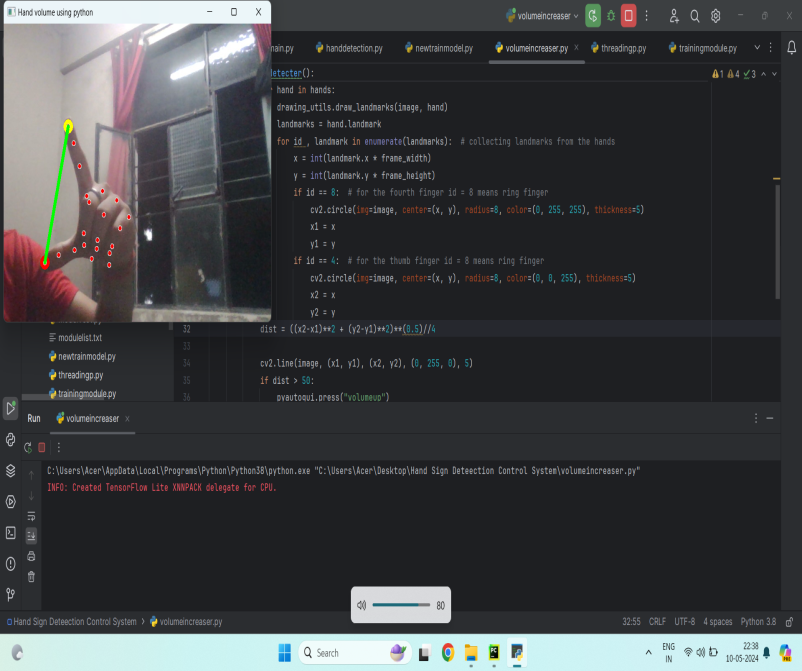 Hand volume using python
volumeincreaser
main.py handdetection.py newtrainmodel.py volumeincreaser.py threadingp.py trainingmodule.py
detecter():
1 4 3
hand in hands:
drawing_utils.draw_landmarks(image, hand)
landmarks = hand.landmark
for id , landmark in enumerate(landmarks):  # collecting landmarks from the hands
x = int(landmark.x * frame_width)
y = int(landmark.y * frame_height)
if id == 8:  # for the fourth finger id = 8 means ring finger
cv2.circle(img=image, center=(x, y), radius=8, color=(0, 255, 255), thickness=5)
x1 = x
y1 = y
if id == 4:  # for the thumb finger id = 8 means ring finger
cv2.circle(img=image, center=(x, y), radius=8, color=(0, 0, 255), thickness=5)
x2 = x
y2 = y
32 dist = ((x2-x1)**2 + (y2-y1)**2)**(0.5)//4
33
34 cv2.line(image, (x1, y1), (x2, y2), (0, 255, 0), 5)
35 if dist > 50:
36 pyautogui.press("volumeup")
modulelist.txt
newtrainmodel.py
threadingp.py
trainingmodule.py
Run volumeincreaser
C:\Users\Acer\AppData\Local\Programs\Python\Python38\python.exe "C:\Users\Acer\Desktop\Hand Sign Deteection Control System\volumeincreaser.py"
INFO: Created TensorFlow Lite XNNPACK delegate for CPU.
80
Hand Sign Deteection Control System > volumeincreaser.py
32:55 CRLF UTF-8 4 spaces Python 3.8
Search
ENG
IN
22:38
10-05-2024